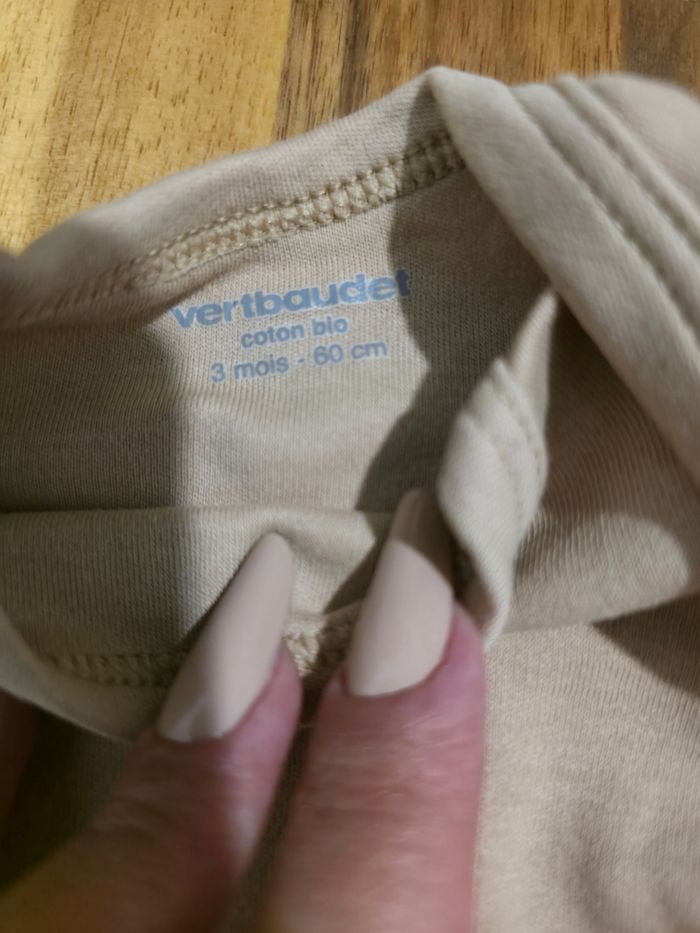 vertbaudet
coton bio
3 mois - 60 cm